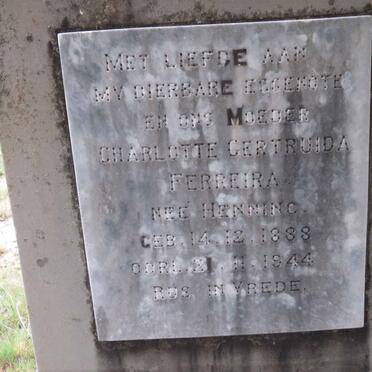 MET LIEFDE AAN
MY DIERBARE EGGENOTE
EN ONS MOEDER
CHARLOTTE GERTRUIDA
FERREIRA
NEE HENNING
GEB. 14.12.1888
OORL. 21.11.1944
RUS IN VREDE.